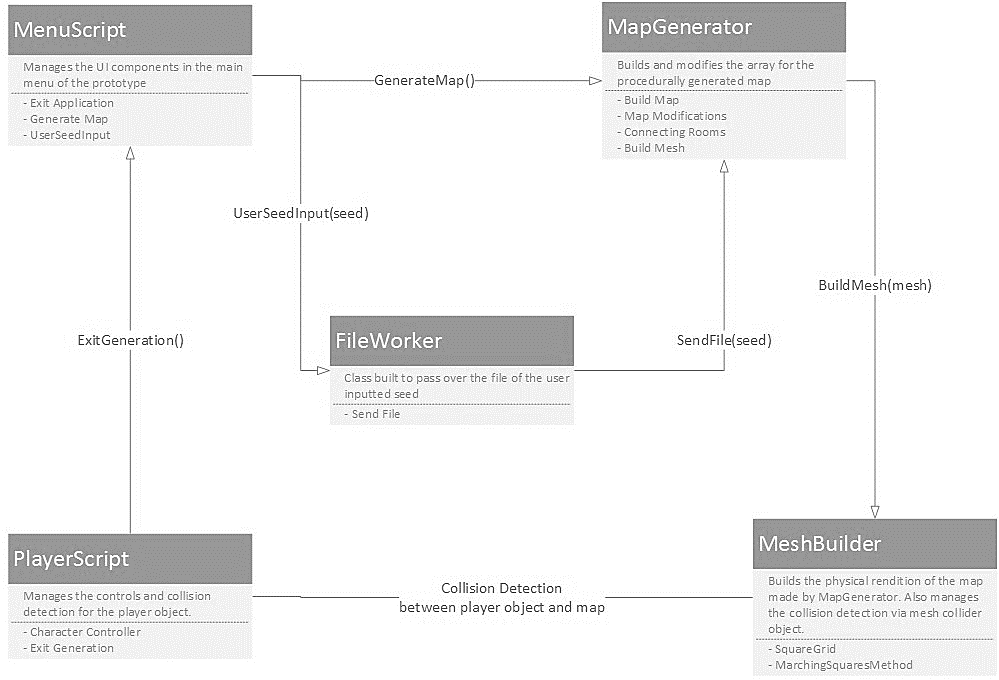 MenuScript
Manages the UI components in the main
menu of the prototype
- Exit Application
- Generate Map
- UserSeedInput
GenerateMap()
MapGenerator
Builds and modifies the array for the
procedurally generated map
- Build Map
- Map Modifications
- Connecting Rooms
- Build Mesh
UserSeedInput(seed)
BuildMesh(mesh)
ExitGeneration()
FileWorker
Class built to pass over the file of the user
inputted seed
- Send File
SendFile(seed)
PlayerScript
Manages the controls and collision
detection for the player object.
- Character Controller
- Exit Generation
Collision Detection
between player object and map
MeshBuilder
Builds the physical rendition of the map
made by MapGenerator. Also manages
the collision detection via mesh collider
object.
- SquareGrid
- MarchingSquaresMethod